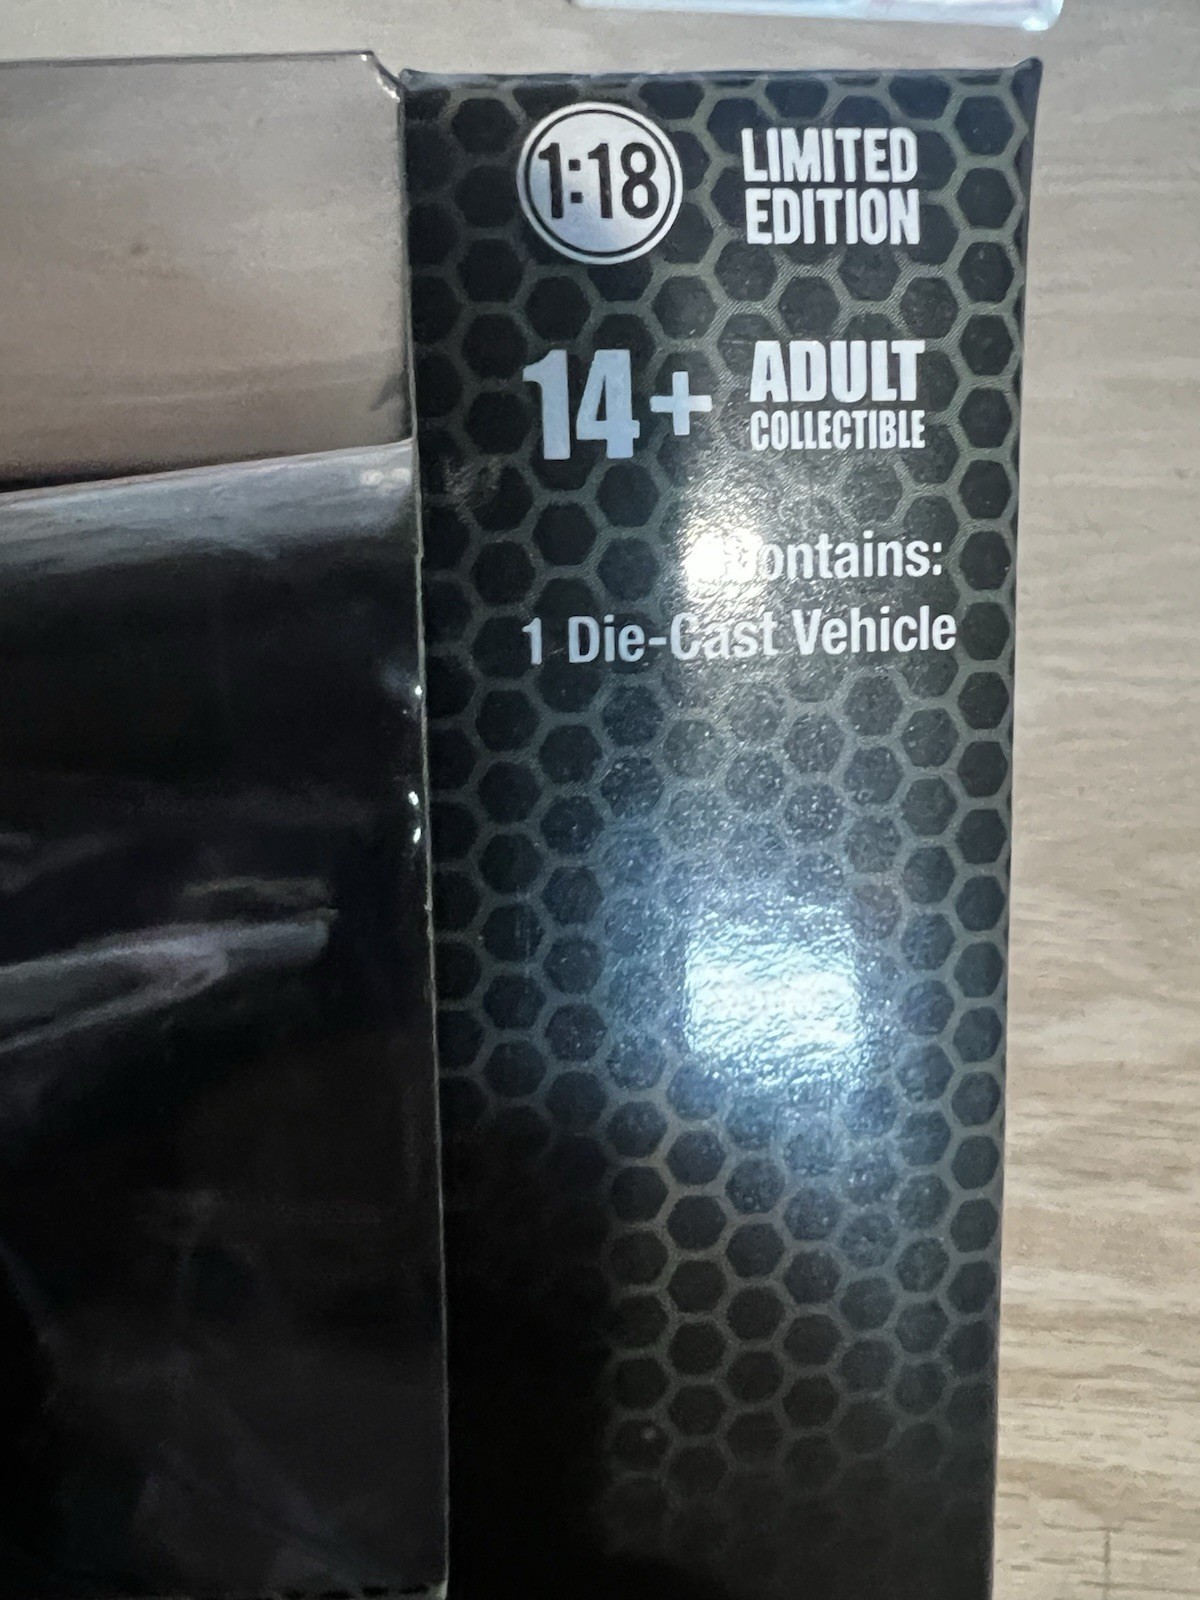 1:18
LIMITED
EDITION
14+
ADULT
COLLECTIBLE
Contains:
1 Die-Cast Vehicle